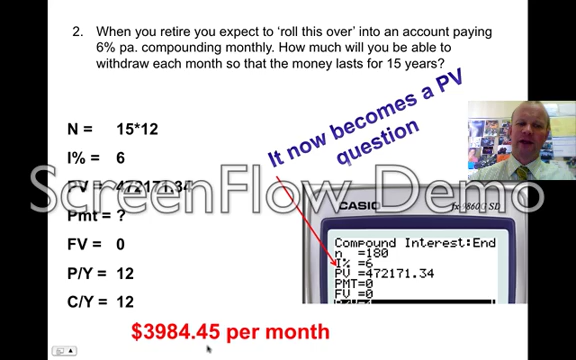 2. When you retire you expect to 'roll this over' into an account paying
6% pa. compounding monthly. How much will you be able to
withdraw each month so that the money lasts for 15 years?
It now becomes a PV
question
N = 15*12
I% = 6
PV = 472171.34
Pmt = ?
FV = 0
P/Y = 12
C/Y = 12
ScreenFlow Demo
CASIO
Compound Interest:End
n =180
I% =6
PV =472171.34
PMT=0
FV =0
$3984.45 per month